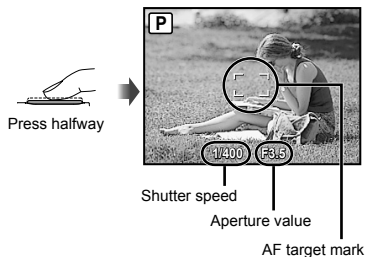 P
Press halfway
1/400 F3.5
Shutter speed
Aperture value
AF target mark